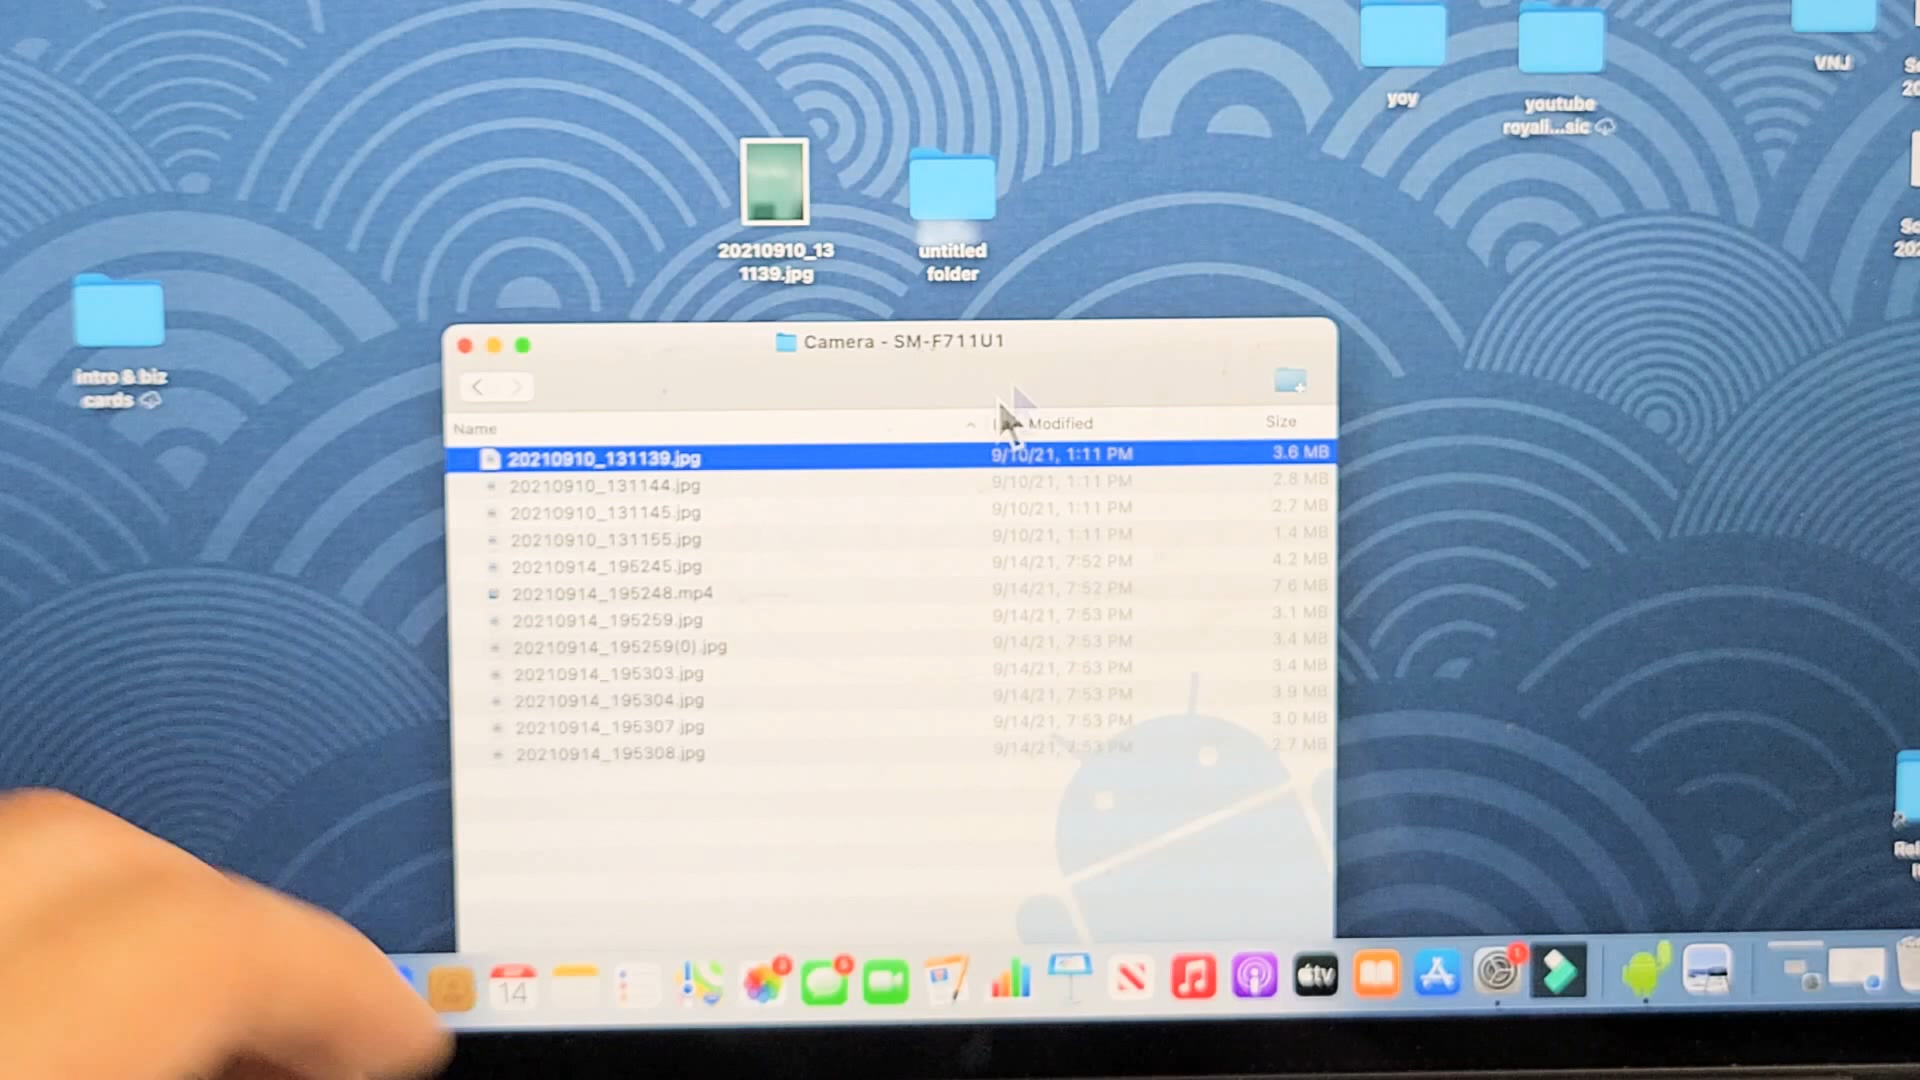 yoy
youtube
royali...sic
VNJ
20210910_13
1139.jpg
untitled
folder
intro & biz
cards
Camera - SM-F711U1
Name
Modified
Size
20210910_131139.jpg 9/10/21, 1:11 PM 3.6 MB
20210910_131144.jpg 9/10/21, 1:11 PM 2.8 MB
20210910_131145.jpg 9/10/21, 1:11 PM 2.7 MB
20210910_131155.jpg 9/10/21, 1:11 PM 1.4 MB
20210914_195245.jpg 9/14/21, 7:52 PM 4.2 MB
20210914_195248.mp4 9/14/21, 7:52 PM 7.6 MB
20210914_195259.jpg 9/14/21, 7:53 PM 3.1 MB
20210914_195259(0).jpg 9/14/21, 7:53 PM 3.4 MB
20210914_195303.jpg 9/14/21, 7:53 PM 3.4 MB
20210914_195304.jpg 9/14/21, 7:53 PM 3.9 MB
20210914_195307.jpg 9/14/21, 7:53 PM 3.0 MB
20210914_195308.jpg 9/14/21, 7:53 PM 2.7 MB
14
tv